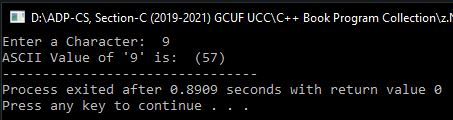 D:\ADP-CS, Section-C (2019-2021) GCUF UCC\C++ Book Program Collection\z.N
Enter a Character:  9
ASCII Value of '9' is:  (57)
--------------------------------
Process exited after 0.8909 seconds with return value 0
Press any key to continue . . .